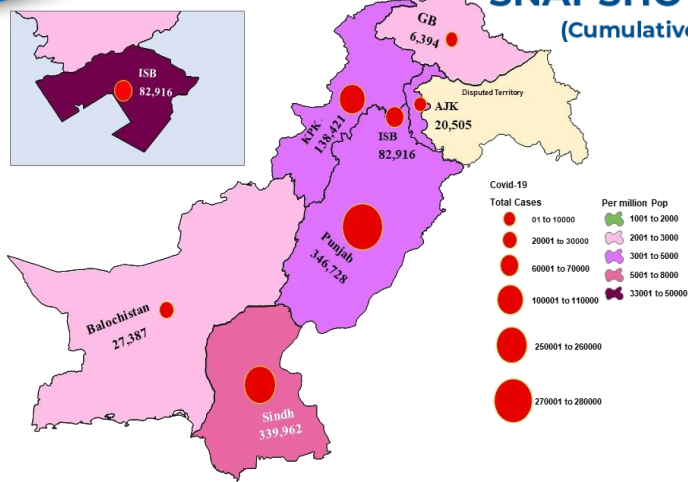 SNAPSHO
(Cumulative
ISB
82,916
GB
6,394
Disputed Territory
AJK
20,505
KPK
138,421
ISB
82,916
Punjab
346,728
Balochistan
27,387
Sindh
339,962
Covid-19
Total Cases
01 to 10000
20001 to 30000
60001 to 70000
100001 to 110000
250001 to 260000
270001 to 280000
Per million Pop
1001 to 2000
2001 to 3000
3001 to 5000
5001 to 8000
33001 to 50000